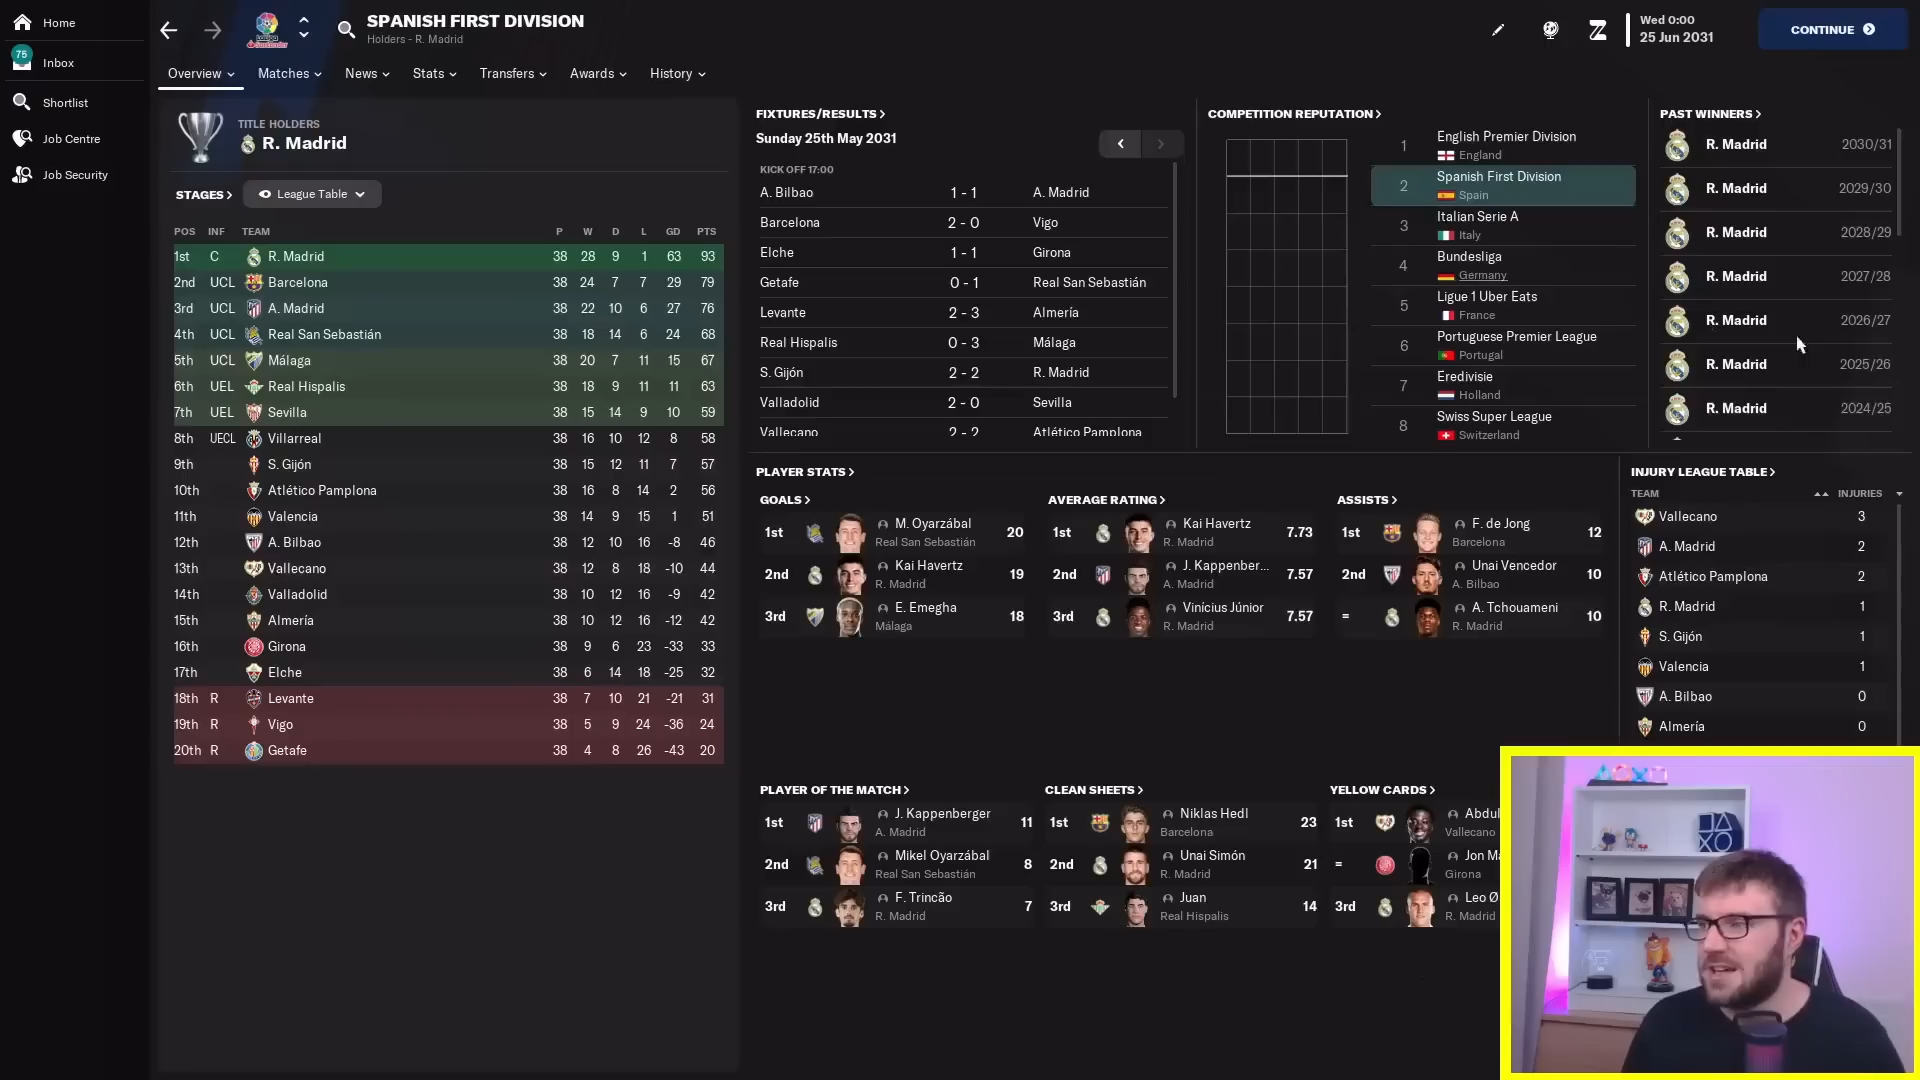 Home
75
Inbox
Shortlist
Job Centre
Job Security
SPANISH FIRST DIVISION
Holders - R. Madrid
Wed 0:00
25 Jun 2031
CONTINUE
Overview
Matches
News
Stats
Transfers
Awards
History
TITLE HOLDERS
R. Madrid
STAGES
League Table
POS INF TEAM P W D L GD PTS
1st C R. Madrid 38 28 9 1 63 93
2nd UCL Barcelona 38 24 7 7 29 79
3rd UCL A. Madrid 38 22 10 6 27 76
4th UCL Real San Sebastián 38 18 14 6 24 68
5th UCL Málaga 38 20 7 11 15 67
6th UEL Real Hispalis 38 18 9 11 11 63
7th UEL Sevilla 38 15 14 9 10 59
8th UECL Villarreal 38 16 10 12 8 58
9th S. Gijón 38 15 12 11 7 57
10th Atlético Pamplona 38 16 8 14 2 56
11th Valencia 38 14 9 15 1 51
12th A. Bilbao 38 12 10 16 -8 46
13th Vallecano 38 12 8 18 -10 44
14th Valladolid 38 10 12 16 -9 42
15th Almería 38 10 12 16 -12 42
16th Girona 38 9 6 23 -33 33
17th Elche 38 6 14 18 -25 32
18th R Levante 38 7 10 21 -21 31
19th R Vigo 38 5 9 24 -36 24
20th R Getafe 38 4 8 26 -43 20
FIXTURES/RESULTS
Sunday 25th May 2031
KICK OFF 17:00
A. Bilbao 1 - 1 A. Madrid
Barcelona 2 - 0 Vigo
Elche 1 - 1 Girona
Getafe 0 - 1 Real San Sebastián
Levante 2 - 3 Almería
Real Hispalis 0 - 3 Málaga
S. Gijón 2 - 2 R. Madrid
Valladolid 2 - 0 Sevilla
Vallecano 2 - 2 Atlético Pamplona
COMPETITION REPUTATION
1 English Premier Division
England
2 Spanish First Division
Spain
3 Italian Serie A
Italy
4 Bundesliga
Germany
5 Ligue 1 Uber Eats
France
6 Portuguese Premier League
Portugal
7 Eredivisie
Holland
8 Swiss Super League
Switzerland
PAST WINNERS
R. Madrid 2030/31
R. Madrid 2029/30
R. Madrid 2028/29
R. Madrid 2027/28
R. Madrid 2026/27
R. Madrid 2025/26
R. Madrid 2024/25
PLAYER STATS
GOALS
1st M. Oyarzábal 20
Real San Sebastián
2nd Kai Havertz 19
R. Madrid
3rd E. Emegha 18
Málaga
AVERAGE RATING
1st Kai Havertz 7.73
R. Madrid
2nd J. Kappenber... 7.57
A. Madrid
3rd Vinícius Júnior 7.57
R. Madrid
ASSISTS
1st F. de Jong 12
Barcelona
2nd Unai Vencedor 10
A. Bilbao
= A. Tchouameni 10
R. Madrid
INJURY LEAGUE TABLE
TEAM INJURIES
Vallecano 3
A. Madrid 2
Atlético Pamplona 2
R. Madrid 1
S. Gijón 1
Valencia 1
A. Bilbao 0
Almería 0
PLAYER OF THE MATCH
1st J. Kappenberger 11
A. Madrid
2nd Mikel Oyarzábal 8
Real San Sebastián
3rd F. Trincão 7
R. Madrid
CLEAN SHEETS
1st Niklas Hedl 23
Barcelona
2nd Unai Simón 21
R. Madrid
3rd Juan 14
Real Hispalis
YELLOW CARDS
1st Abdul
Vallecano
= Jon Ma
Girona
3rd Leo Ø
R. Madrid
JAXO